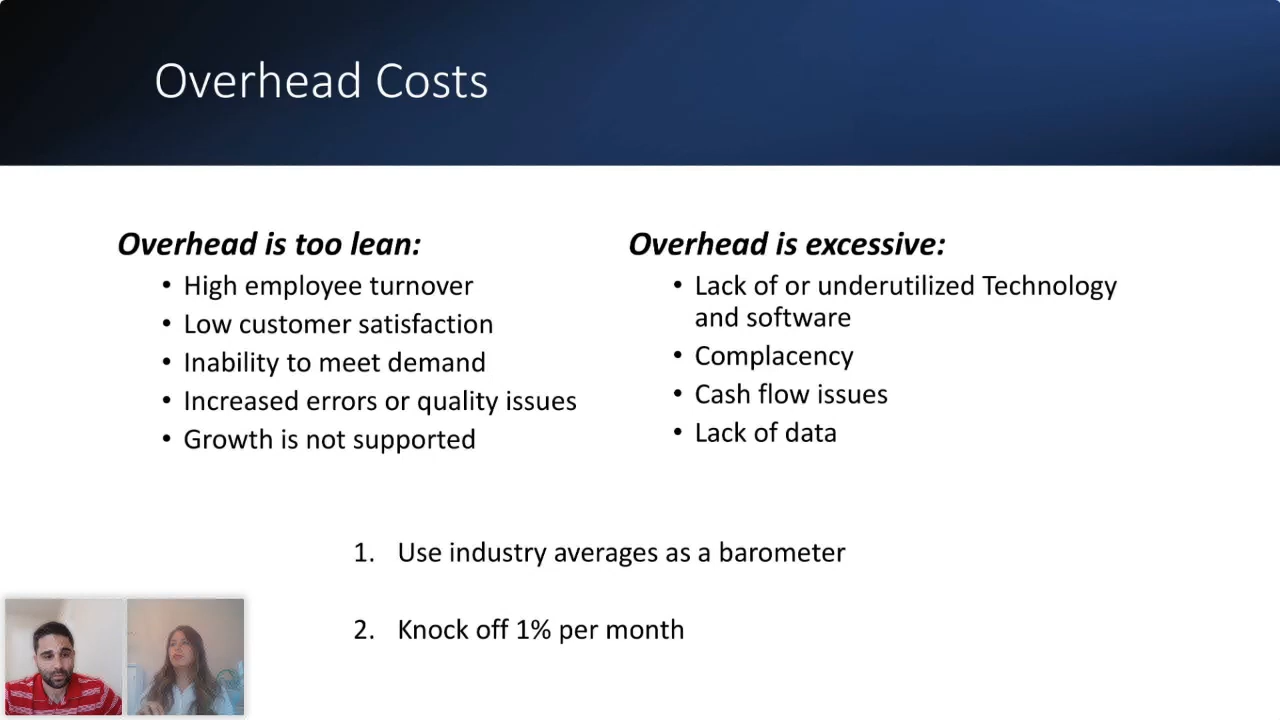 Overhead Costs
Overhead is too lean:
• High employee turnover
• Low customer satisfaction
• Inability to meet demand
• Increased errors or quality issues
• Growth is not supported
Overhead is excessive:
• Lack of or underutilized Technology
and software
• Complacency
• Cash flow issues
• Lack of data
1. Use industry averages as a barometer
2. Knock off 1% per month